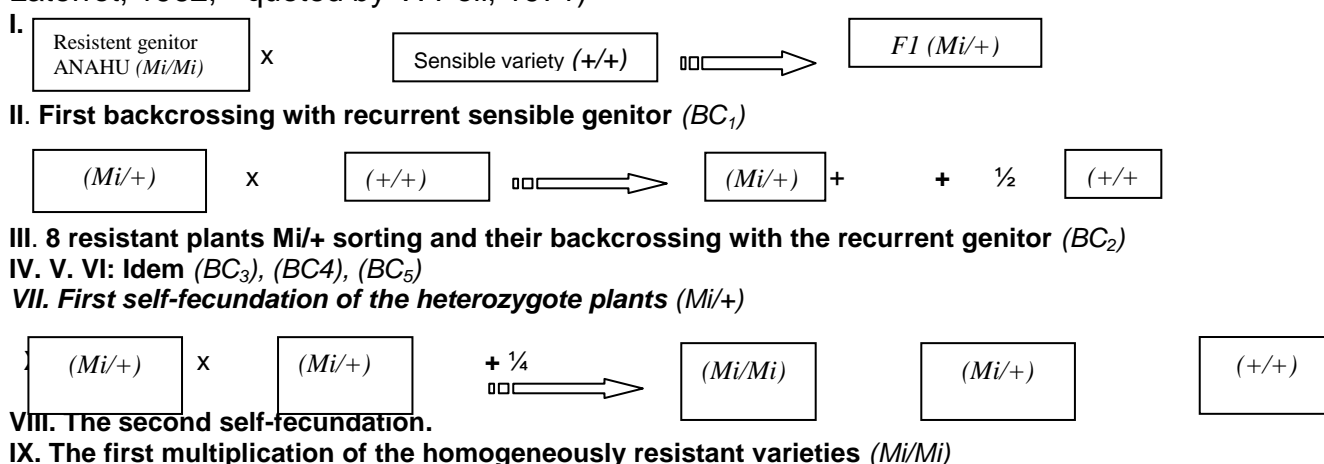 I.
Resistent genitor
ANAHU (Mi/Mi)
x
Sensible variety (+/+)
F1 (Mi/+)
II. First backcrossing with recurrent sensible genitor (BC1)
(Mi/+) x (+/+) (Mi/+) + + ½ (+/+
III. 8 resistant plants Mi/+ sorting and their backcrossing with the recurrent genitor (BC2)
IV. V. VI: Idem (BC3), (BC4), (BC5)
VII. First self-fecundation of the heterozygote plants (Mi/+)
(Mi/+) x (Mi/+) + ¼ (Mi/Mi) (Mi/+) (+/+)
VIII. The second self-fecundation.
IX. The first multiplication of the homogeneously resistant varieties (Mi/Mi)